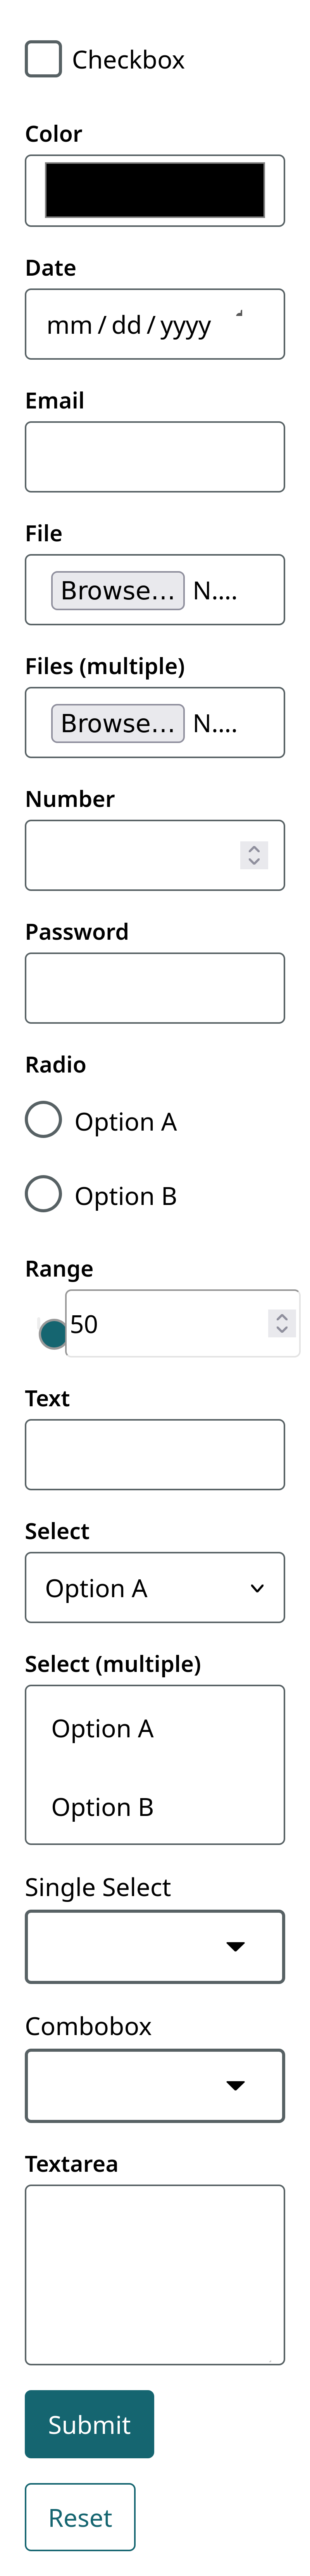 Checkbox
Color
Date
mm / dd / yyyy
Email
File
Browse... N....
Files (multiple)
Browse... N....
Number
Password
Radio
Option A
Option B
Range
50
Text
Select
Option A
Select (multiple)
Option A
Option B
Single Select
Combobox
Textarea
Submit
Reset